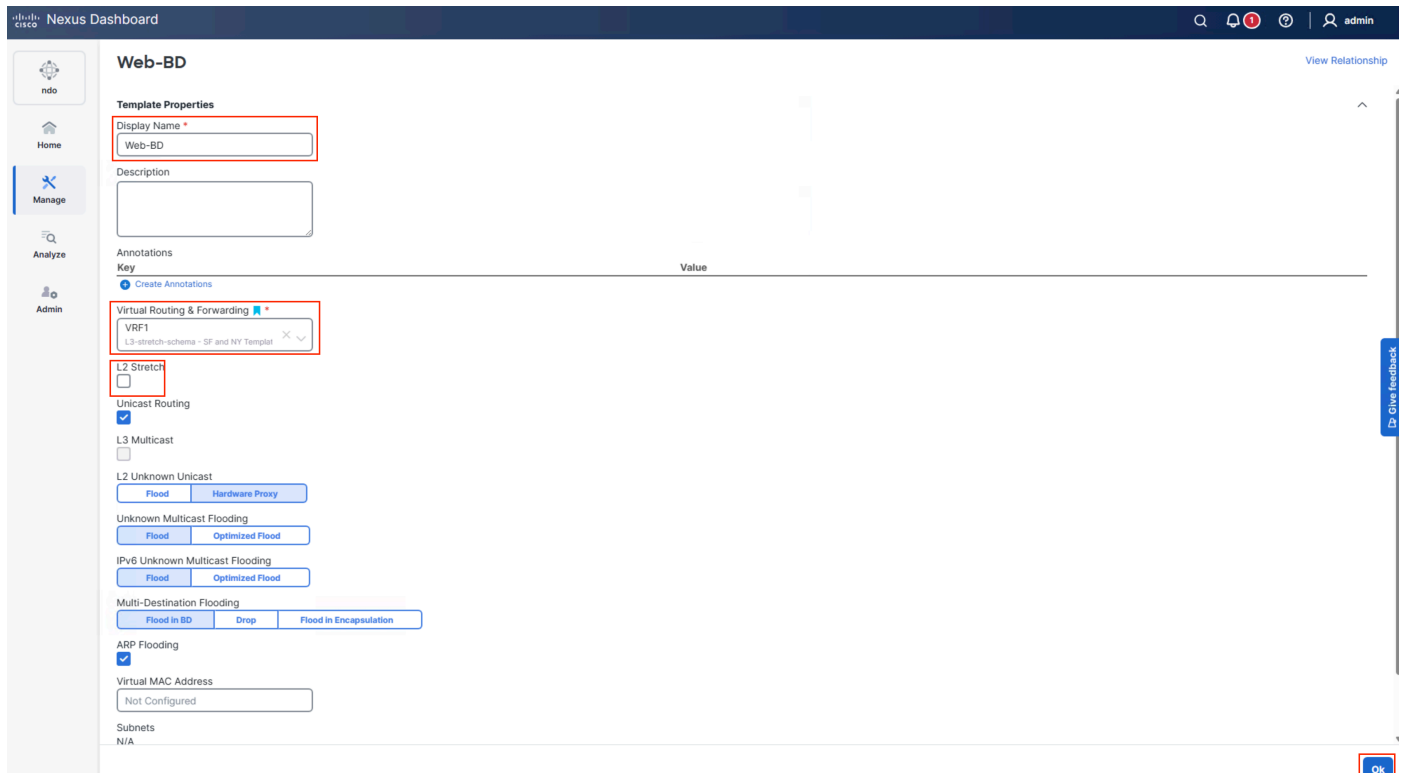 cisco Nexus Dashboard
1
admin
ndo
Home
Manage
Analyze
Admin
Web-BD
View Relationship
Template Properties
Display Name *
Web-BD
Description
Annotations
Key Value
Create Annotations
Virtual Routing & Forwarding *
VRF1
L3-stretch-schema - SF and NY Templat
L2 Stretch
Unicast Routing
L3 Multicast
L2 Unknown Unicast
Flood Hardware Proxy
Unknown Multicast Flooding
Flood Optimized Flood
IPv6 Unknown Multicast Flooding
Flood Optimized Flood
Multi-Destination Flooding
Flood in BD Drop Flood in Encapsulation
ARP Flooding
Virtual MAC Address
Not Configured
Subnets
N/A
Give feedback
Ok